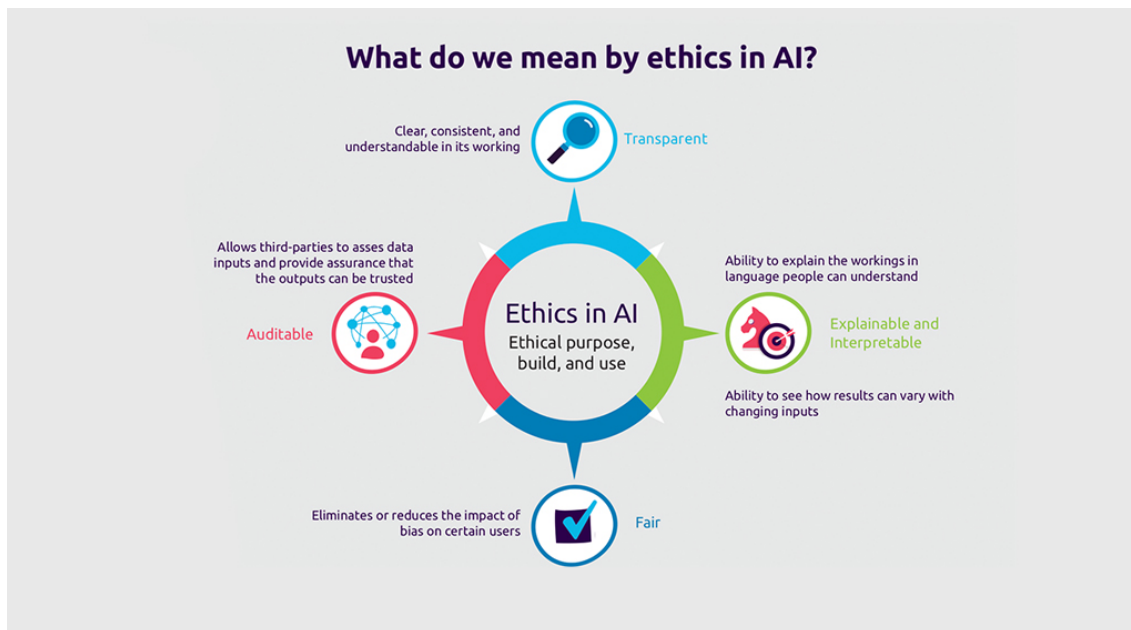 What do we mean by ethics in AI?
Clear, consistent, and
understandable in its working
Transparent
Allows third-parties to asses data
inputs and provide assurance that
the outputs can be trusted
Auditable
Ethics in AI
Ethical purpose,
build, and use
Ability to explain the workings in
language people can understand
Explainable and
Interpretable
Ability to see how results can vary with
changing inputs
Eliminates or reduces the impact of
bias on certain users
Fair